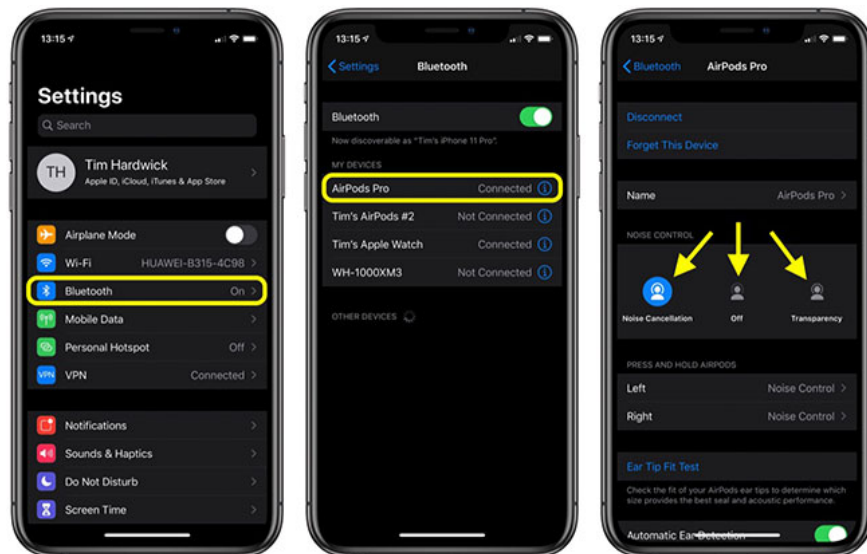 13:15
Settings
Search
TH
Tim Hardwick
Apple ID, iCloud, iTunes & App Store
Airplane Mode
Wi-Fi HUAWEI-B315-4C98
Bluetooth On
Mobile Data
Personal Hotspot Off
VPN VPN Connected
Notifications
Sounds & Haptics
Do Not Disturb
Screen Time
13:15
Settings Bluetooth
Bluetooth
Now discoverable as "Tim's iPhone 11 Pro".
MY DEVICES
AirPods Pro Connected
Tim's AirPods #2 Not Connected
Tim's Apple Watch Connected
WH-1000XM3 Not Connected
OTHER DEVICES
13:15
Bluetooth AirPods Pro
Disconnect
Forget This Device
Name AirPods Pro
NOISE CONTROL
Noise Cancellation Off Transparency
PRESS AND HOLD AIRPODS
Left Noise Control
Right Noise Control
Ear Tip Fit Test
Check the fit of your AirPods ear tips to determine which
size provides the best seal and acoustic performance.
Automatic Ear Detection